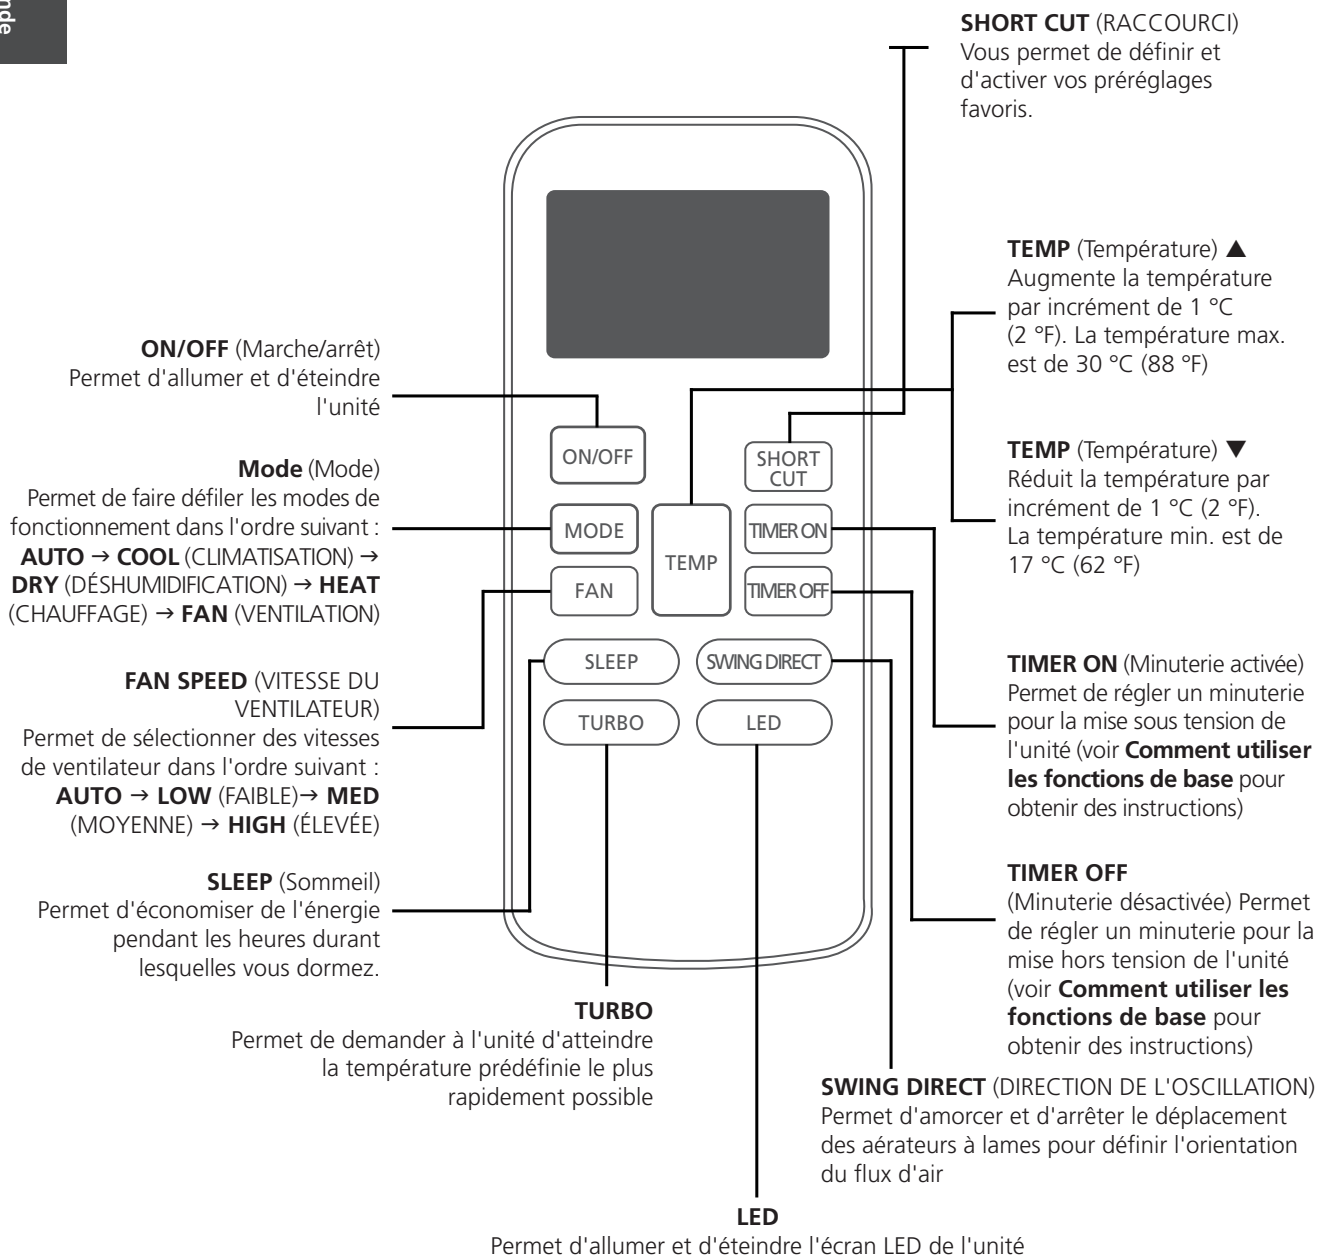 nde
SHORT CUT (RACCOURCI)
Vous permet de définir et
d'activer vos préréglages
favoris.
TEMP (Température) ▲
Augmente la température
par incrément de 1 °C
(2 °F). La température max.
est de 30 °C (88 °F)
ON/OFF (Marche/arrêt)
Permet d'allumer et d'éteindre
l'unité
TEMP (Température) ▼
Réduit la température par
incrément de 1 °C (2 °F).
La température min. est de
17 °C (62 °F)
Mode (Mode)
Permet de faire défiler les modes de
fonctionnement dans l'ordre suivant :
AUTO → COOL (CLIMATISATION) →
DRY (DÉSHUMIDIFICATION) → HEAT
(CHAUFFAGE) → FAN (VENTILATION)
ON/OFF
SHORT
CUT
MODE
TEMP
TIMER ON
FAN
TIMER OFF
SLEEP
SWING DIRECT
TURBO
LED
FAN SPEED (VITESSE DU
VENTILATEUR)
Permet de sélectionner des vitesses
de ventilateur dans l'ordre suivant :
AUTO → LOW (FAIBLE)→ MED
(MOYENNE) → HIGH (ÉLEVÉE)
TIMER ON (Minuterie activée)
Permet de régler un minuterie
pour la mise sous tension de
l'unité (voir Comment utiliser
les fonctions de base pour
obtenir des instructions)
SLEEP (Sommeil)
Permet d'économiser de l'énergie
pendant les heures durant
lesquelles vous dormez.
TIMER OFF
(Minuterie désactivée) Permet
de régler un minuterie pour la
mise hors tension de l'unité
(voir Comment utiliser les
fonctions de base pour
obtenir des instructions)
TURBO
Permet de demander à l'unité d'atteindre
la température prédéfinie le plus
rapidement possible
SWING DIRECT (DIRECTION DE L'OSCILLATION)
Permet d'amorcer et d'arrêter le déplacement
des aérateurs à lames pour définir l'orientation
du flux d'air
LED
Permet d'allumer et d'éteindre l'écran LED de l'unité